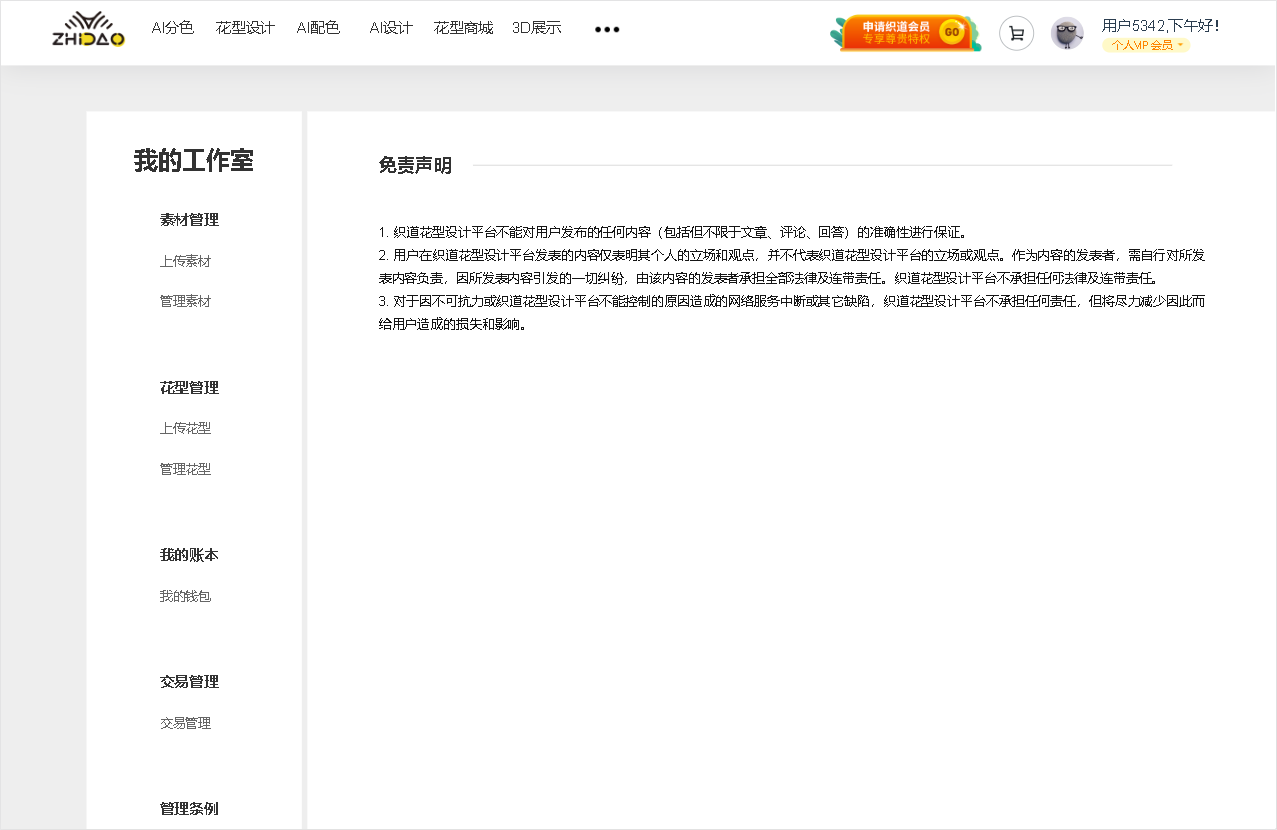 ZHIDAO
AI分色 花型设计 AI配色 AI设计 花型商城 3D展示 •••
申请织道会员
专享尊贵特权
GO
用户5342,下午好！
个人VIP会员
我的工作室
素材管理
上传素材
管理素材
花型管理
上传花型
管理花型
我的账本
我的钱包
交易管理
交易管理
管理条例
免责声明
1. 织道花型设计平台不能对用户发布的任何内容（包括但不限于文章、评论、回答）的准确性进行保证。
2. 用户在织道花型设计平台发表的内容仅表明其个人的立场和观点，并不代表织道花型设计平台的立场或观点。作为内容的发表者，需自行对所发
表内容负责，因所发表内容引发的一切纠纷，由该内容的发表者承担全部法律及连带责任。织道花型设计平台不承担任何法律及连带责任。
3. 对于因不可抗力或织道花型设计平台不能控制的原因造成的网络服务中断或其它缺陷，织道花型设计平台不承担任何责任，但将尽力减少因此而
给用户造成的损失和影响。